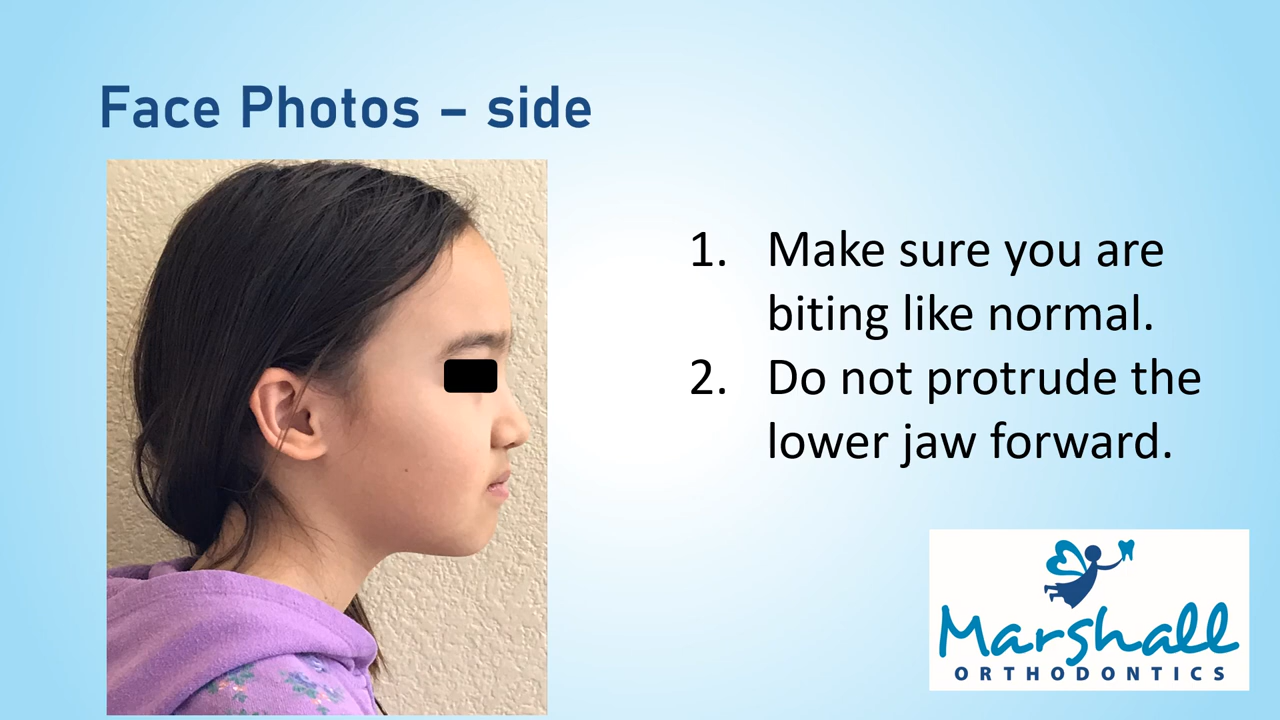 Face Photos – side
1. Make sure you are
biting like normal.
2. Do not protrude the
lower jaw forward.
Marshall
ORTHODONTICS